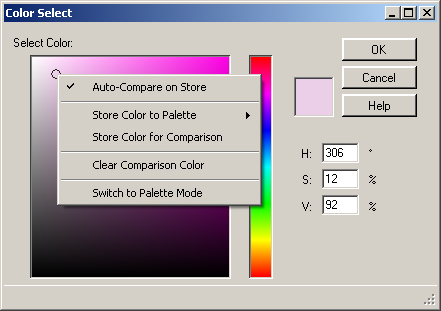 Color Select
Select Color:
OK
Cancel
Help
✓ Auto-Compare on Store
Store Color to Palette
Store Color for Comparison
Clear Comparison Color
Switch to Palette Mode
H: 306 °
S: 12 %
V: 92 %